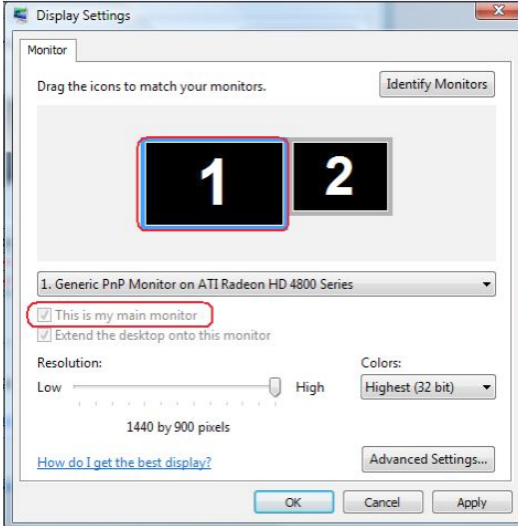 Display Settings
Monitor
Drag the icons to match your monitors.
Identify Monitors
1
2
1. Generic PnP Monitor on ATI Radeon HD 4800 Series
This is my main monitor
Extend the desktop onto this monitor
Resolution:
Colors:
Low
High
Highest (32 bit)
1440 by 900 pixels
How do I get the best display?
Advanced Settings...
OK
Cancel
Apply